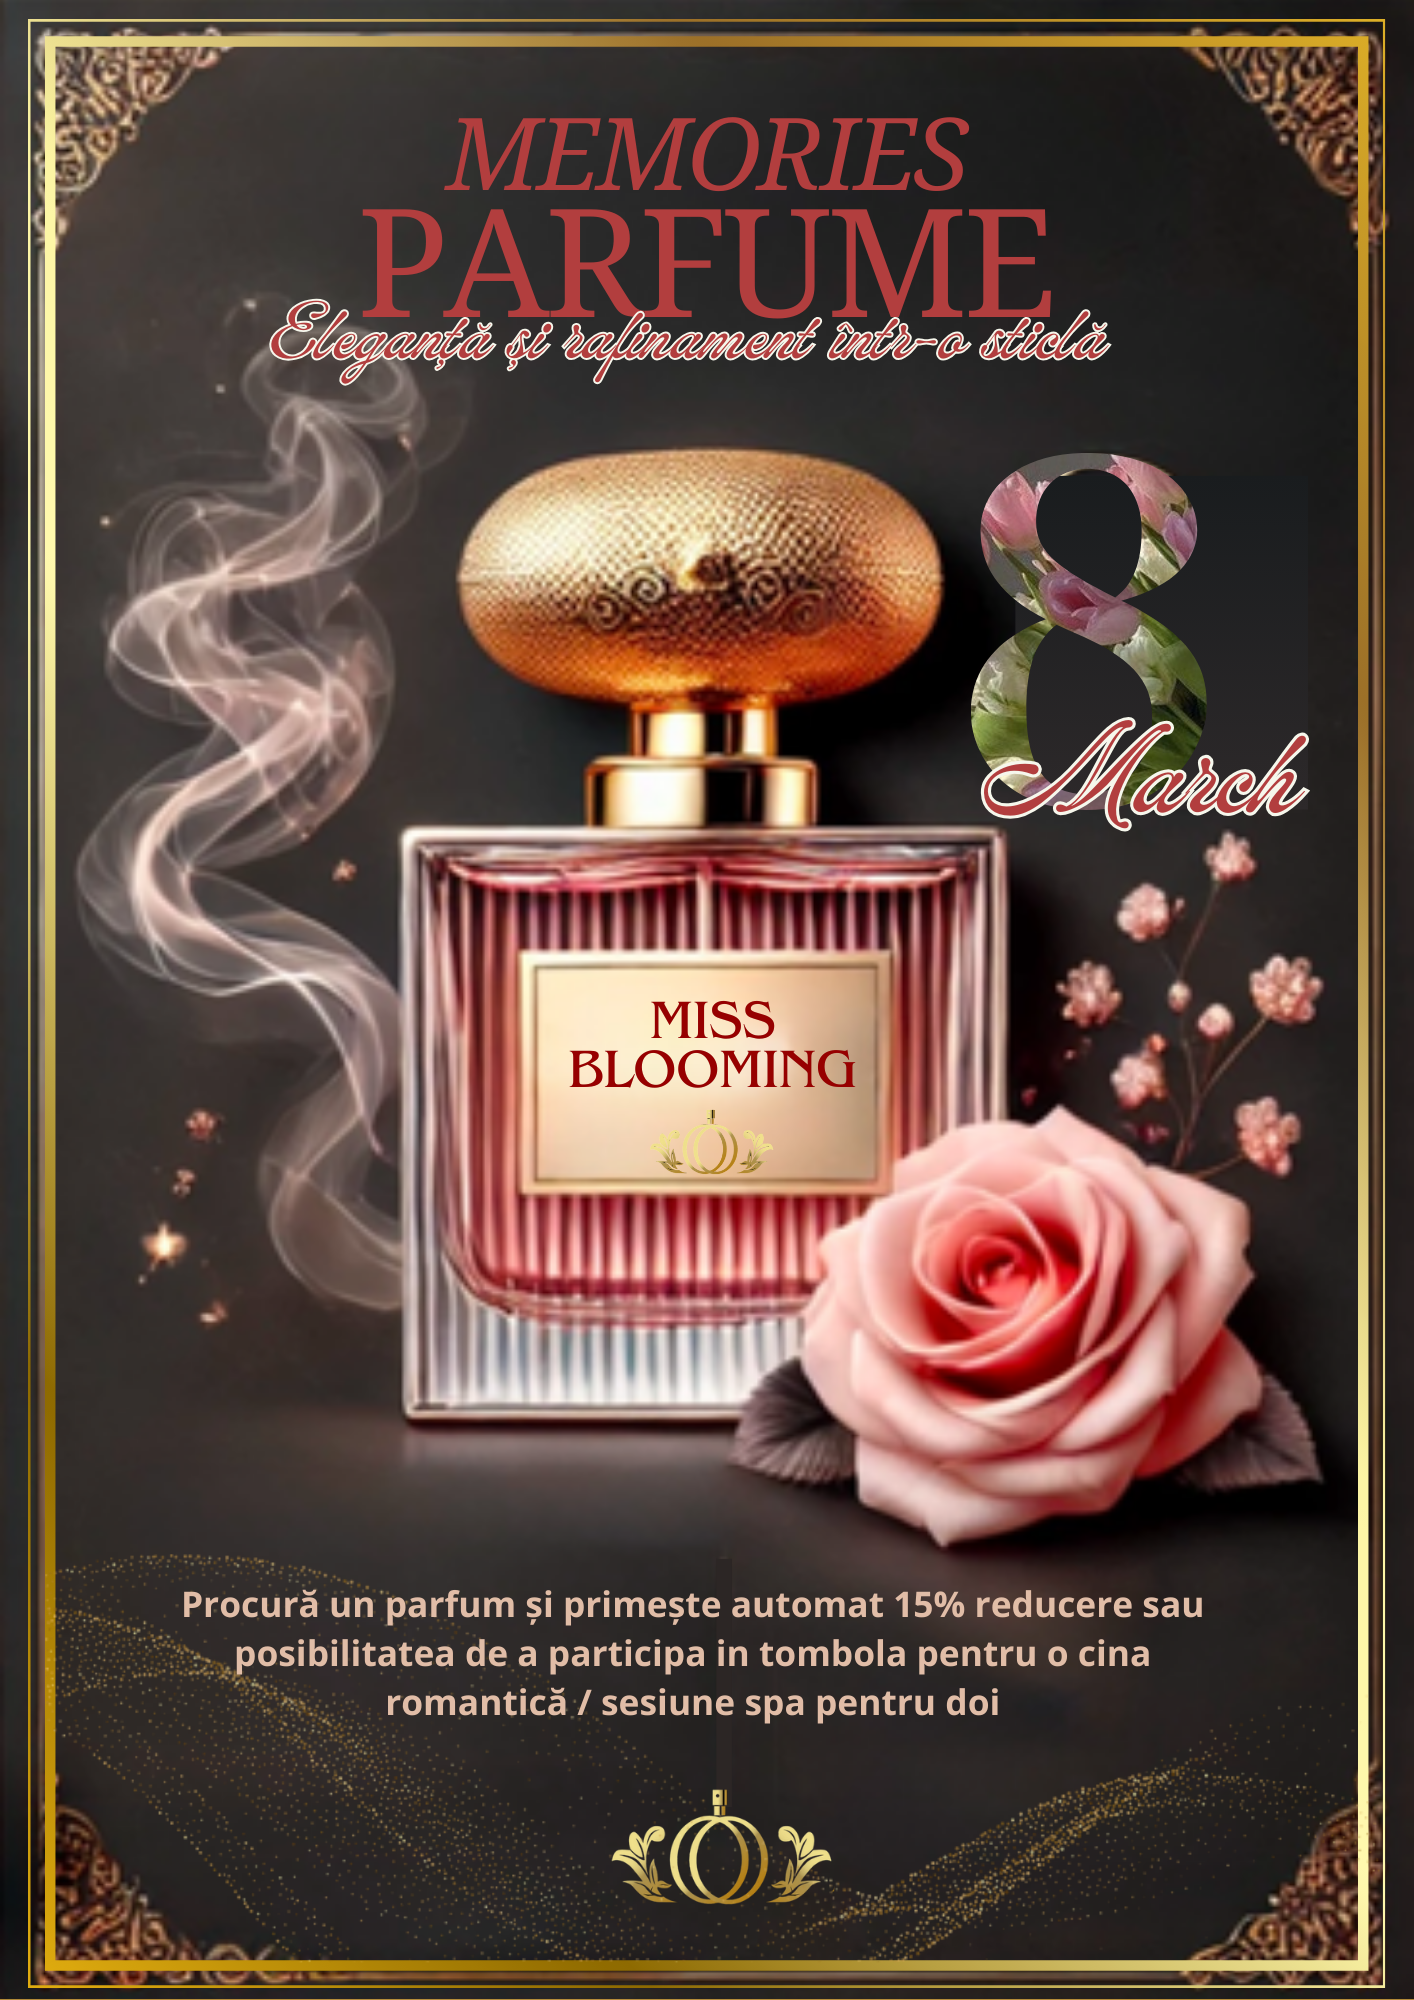 MEMORIES
PARFUME
Eleganță și rafinament într-o sticlă
8
March
MISS
BLOOMING
Procură un parfum și primește automat 15% reducere sau
posibilitatea de a participa in tombola pentru o cina
romantică / sesiune spa pentru doi